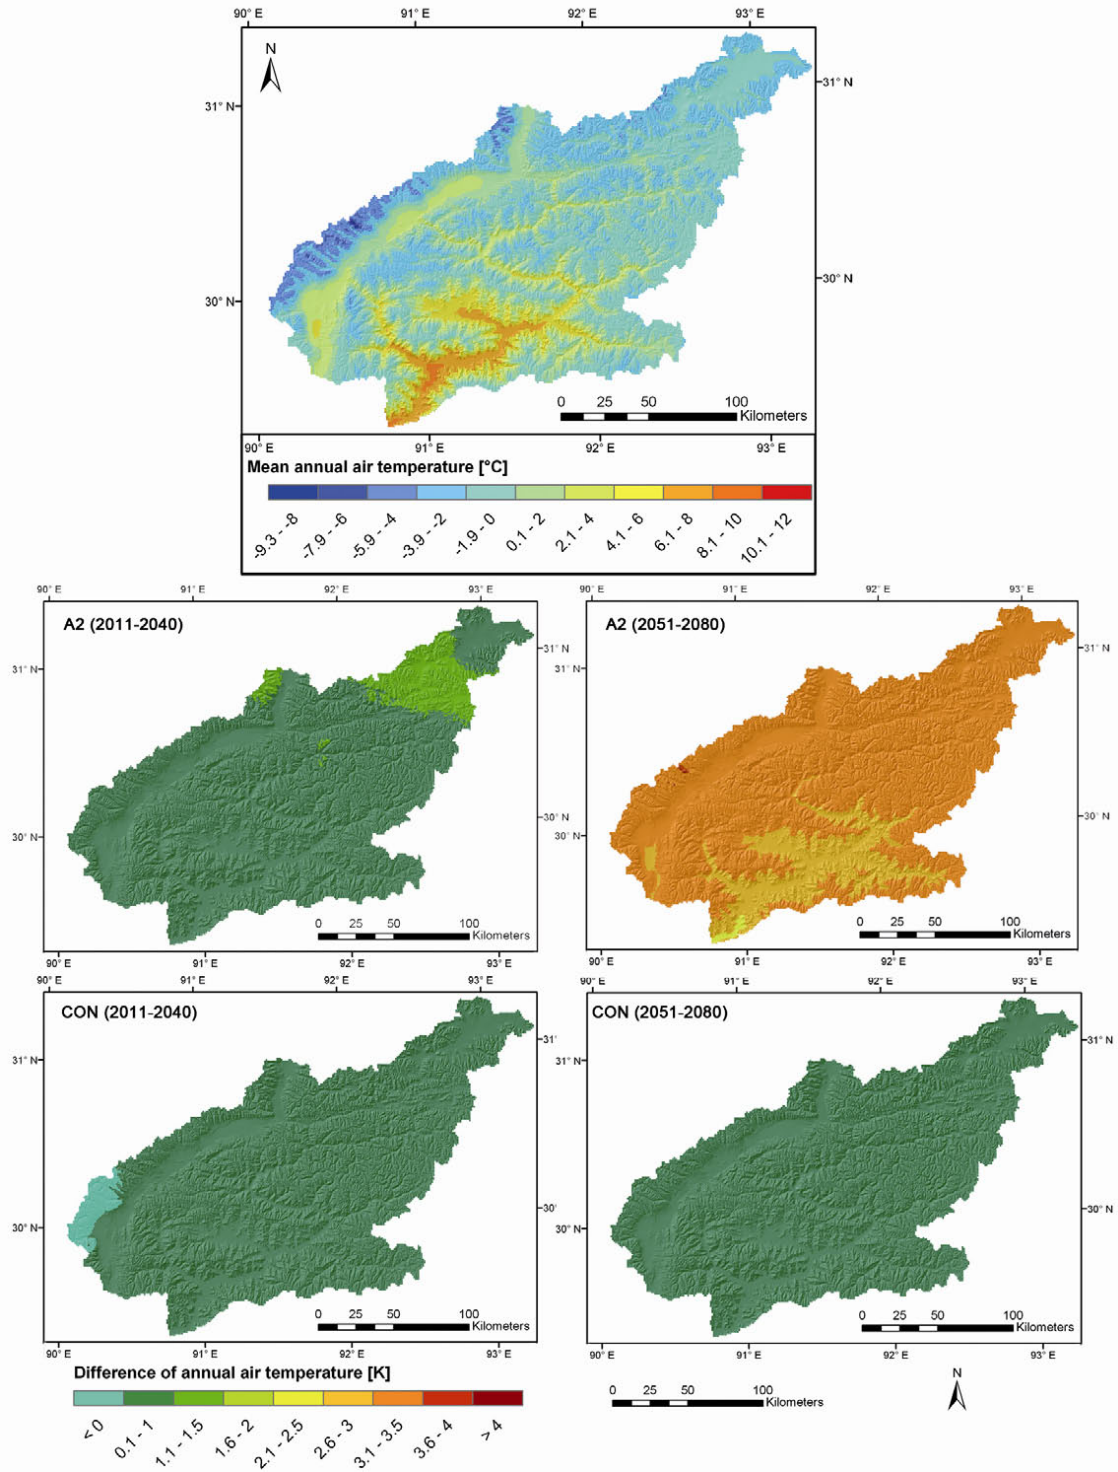 90° E 91° E 92° E 93° E
N
31° N
31° N
30° N
30° N
0 25 50 100
Kilometers
90° E 91° E 92° E 93° E
Mean annual air temperature [°C]
-9.3 - -8 -7.9 - -6 -5.9 - -4 -3.9 - -2 -1.9 - 0 0.1 - 2 2.1 - 4 4.1 - 6 6.1 - 8 8.1 - 10 10.1 - 12
90° E 91° E 92° E 93° E
A2 (2011-2040)
31° N
31° N
30° N
30° N
0 25 50 100
Kilometers
90° E 91° E 92° E 93° E
90° E 91° E 92° E 93° E
A2 (2051-2080)
31° N
31° N
30° N
30° N
0 25 50 100
Kilometers
90° E 91° E 92° E 93° E
90° E 91° E 92° E 93° E
CON (2011-2040)
31° N
31°
30° N
30°
0 25 50 100
Kilometers
90° E 91° E 92° E 93° E
90° E 91° E 92° E 93° E
CON (2051-2080)
31° N
31° N
30° N
30° N
0 25 50 100
Kilometers
90° E 91° E 92° E 93° E
Difference of annual air temperature [K]
< 0 0.1 - 1 1.1 - 1.5 1.6 - 2 2.1 - 2.5 2.6 - 3 3.1 - 3.5 3.6 - 4 > 4
0 25 50 100
Kilometers
N